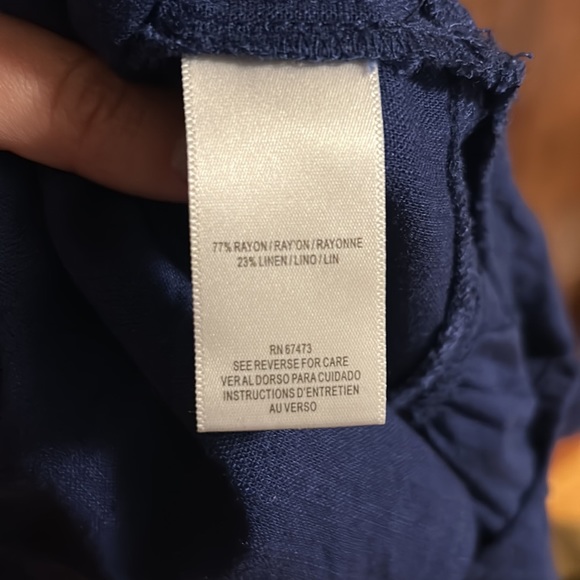 77% RAYON / RAY'ON / RAYONNE
23% LINEN / LINO / LIN
RN 67473
SEE REVERSE FOR CARE
VER AL DORSO PARA CUIDADO
INSTRUCTIONS D'ENTRETIEN
AU VERSO